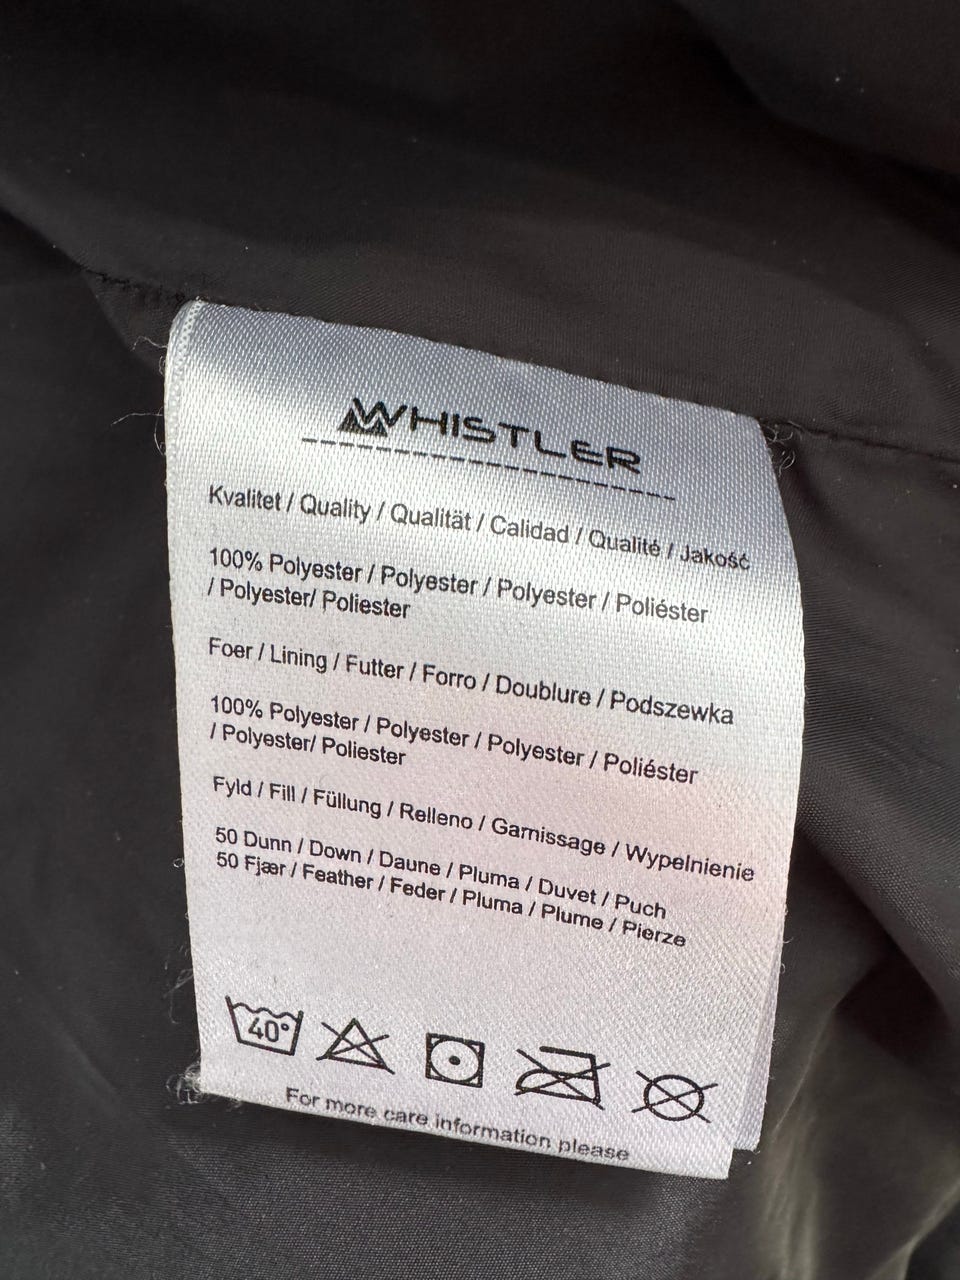 WHISTLER
Kvalitet / Quality / Qualität / Calidad / Qualité / Jakość
100% Polyester / Polyester / Polyester / Poliéster
/ Polyester/ Poliester
Foer / Lining / Futter / Forro / Doublure / Podszewka
100% Polyester / Polyester / Polyester / Poliéster
/ Polyester/ Poliester
Fyld / Fill / Füllung / Relleno / Garnissage / Wypelnienie
50 Dunn / Down / Daune / Pluma / Duvet / Puch
50 Fjær / Feather / Feder / Pluma / Plume / Pierze
40°
For more care information please